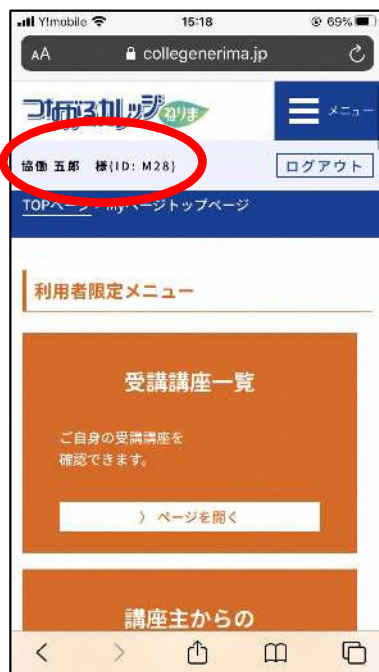 Y!mobile 15:18 69%
AA collegenerima.jp
つながるカレッジねりま
メニュー
協働 五郎 様(ID: M28)
ログアウト
TOPページ Myページトップページ
利用者限定メニュー
受講講座一覧
ご自身の受講講座を
確認できます。
〉 ページを開く
講座主からの